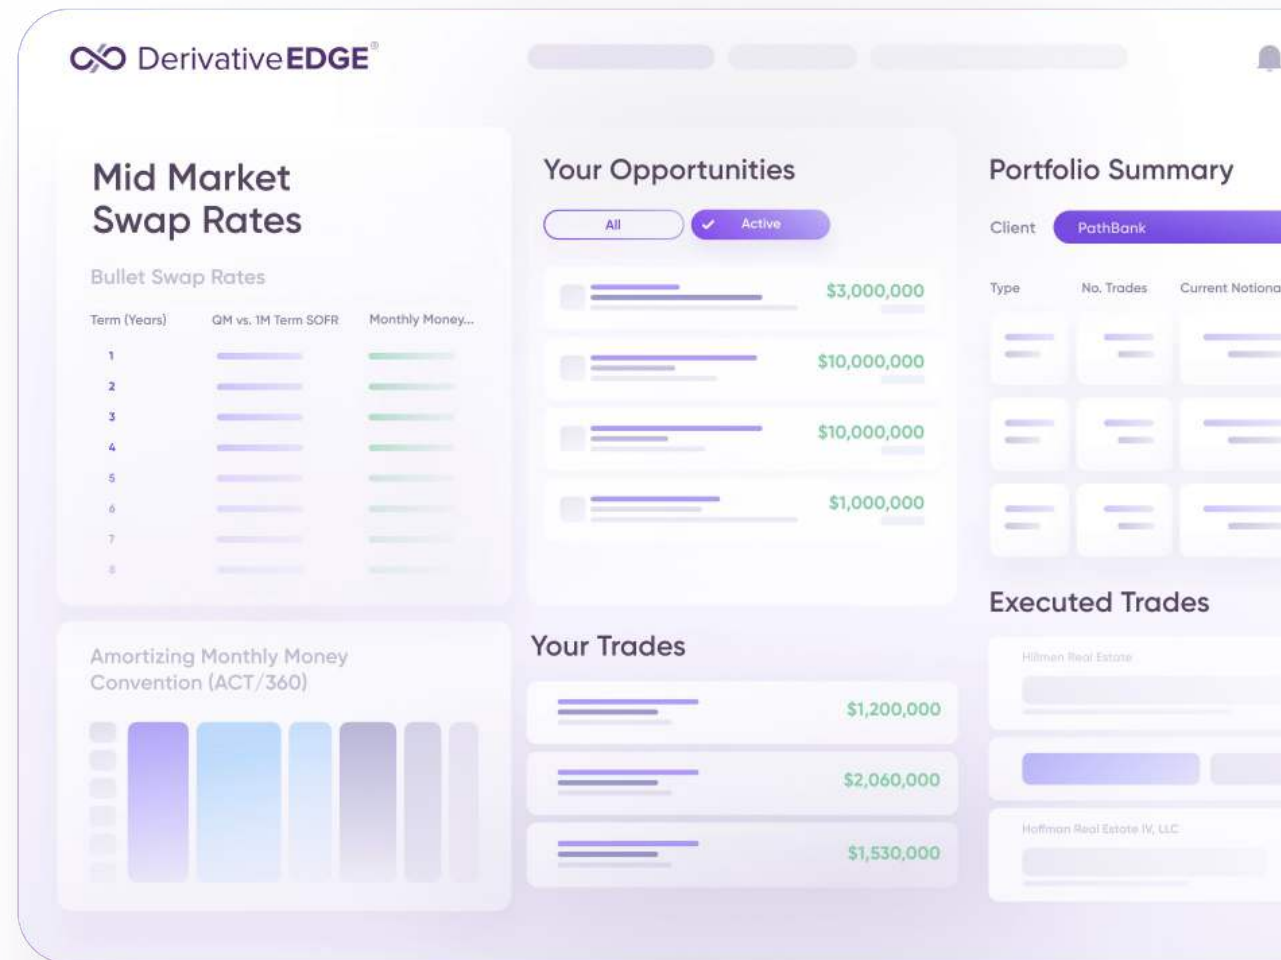 DerivativeEDGE®
Mid Market
Swap Rates
Bullet Swap Rates
Term (Years) QM vs. 1M Term SOFR Monthly Money...
1
2
3
4
5
6
7
8
Amortizing Monthly Money
Convention (ACT/360)
Your Opportunities
All Active
$3,000,000
$10,000,000
$10,000,000
$1,000,000
Your Trades
$1,200,000
$2,060,000
$1,530,000
Portfolio Summary
Client PathBank
Type No. Trades Current Notiona
Executed Trades
Hillmen Real Estate
Hoffman Real Estate IV, LLC